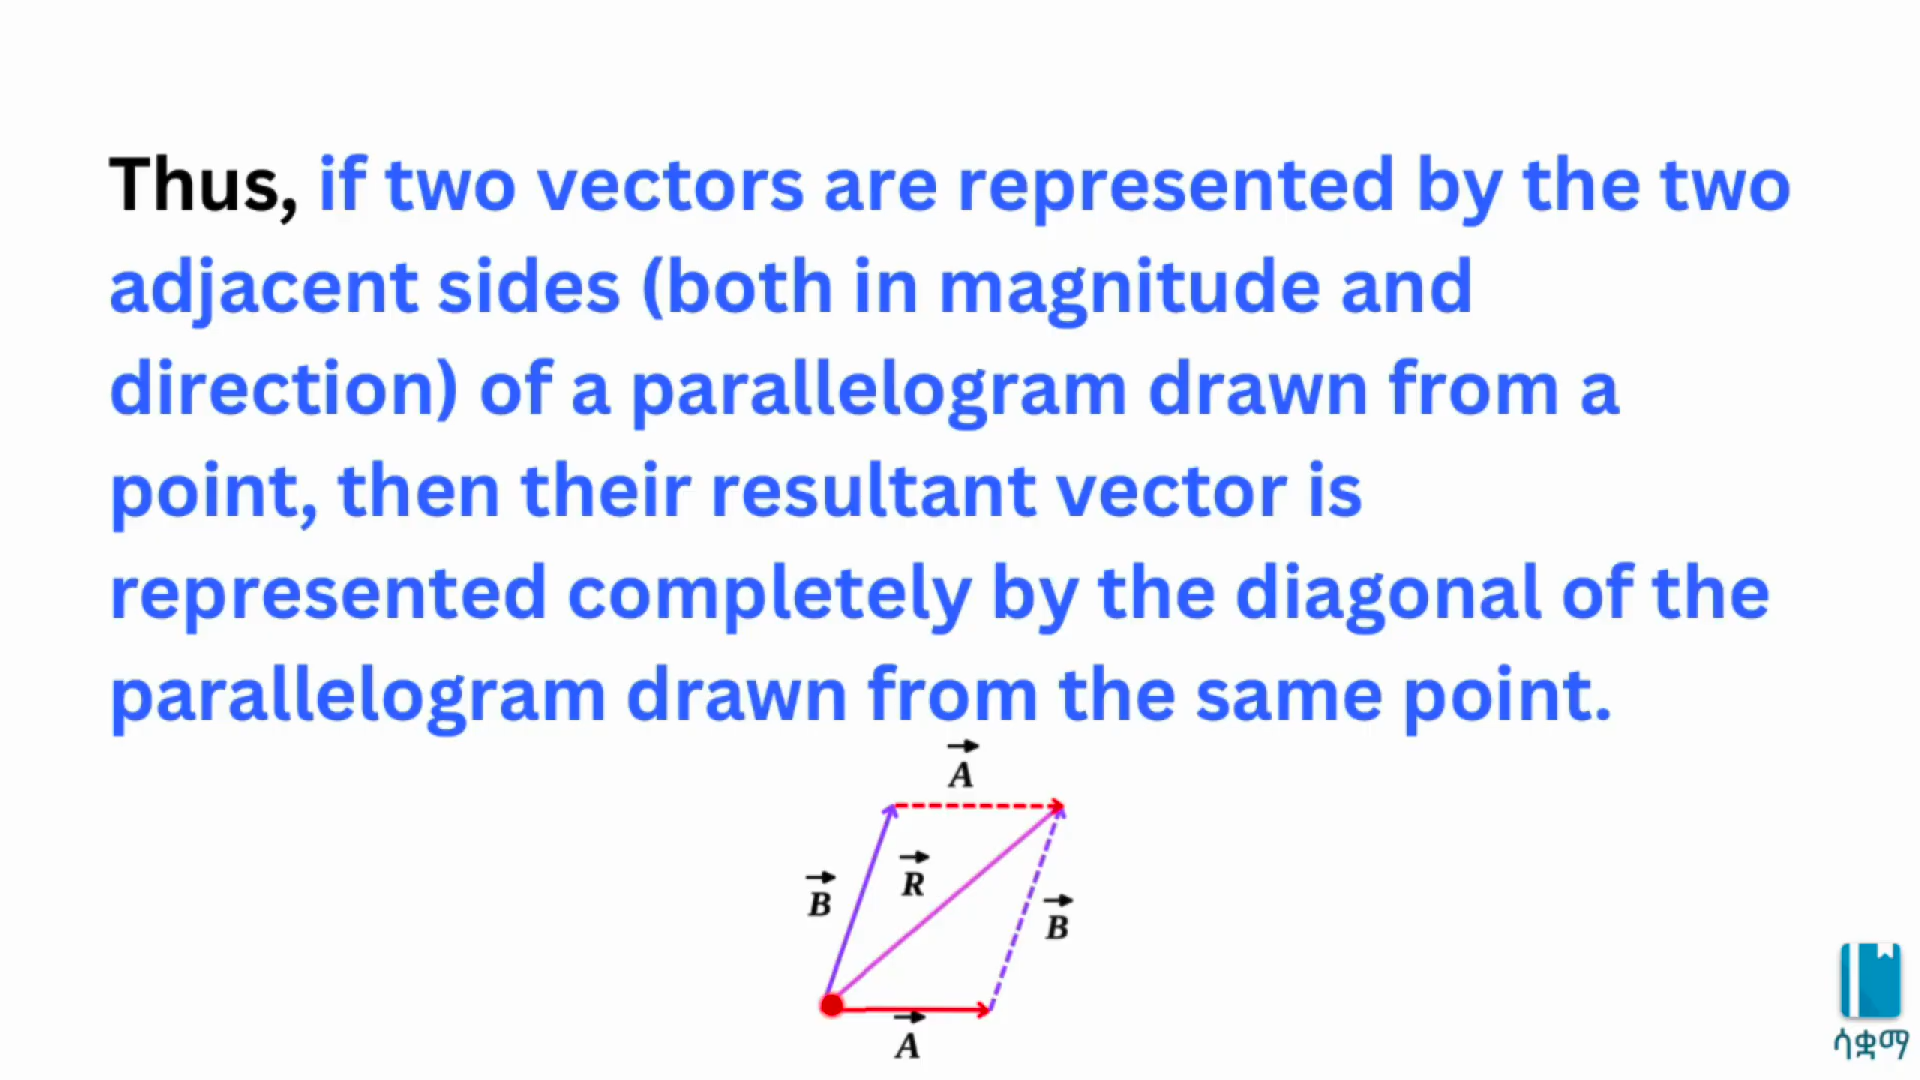 Thus, if two vectors are represented by the two
adjacent sides (both in magnitude and
direction) of a parallelogram drawn from a
point, then their resultant vector is
represented completely by the diagonal of the
parallelogram drawn from the same point.
A
R
B
B
A
ሳቋማ